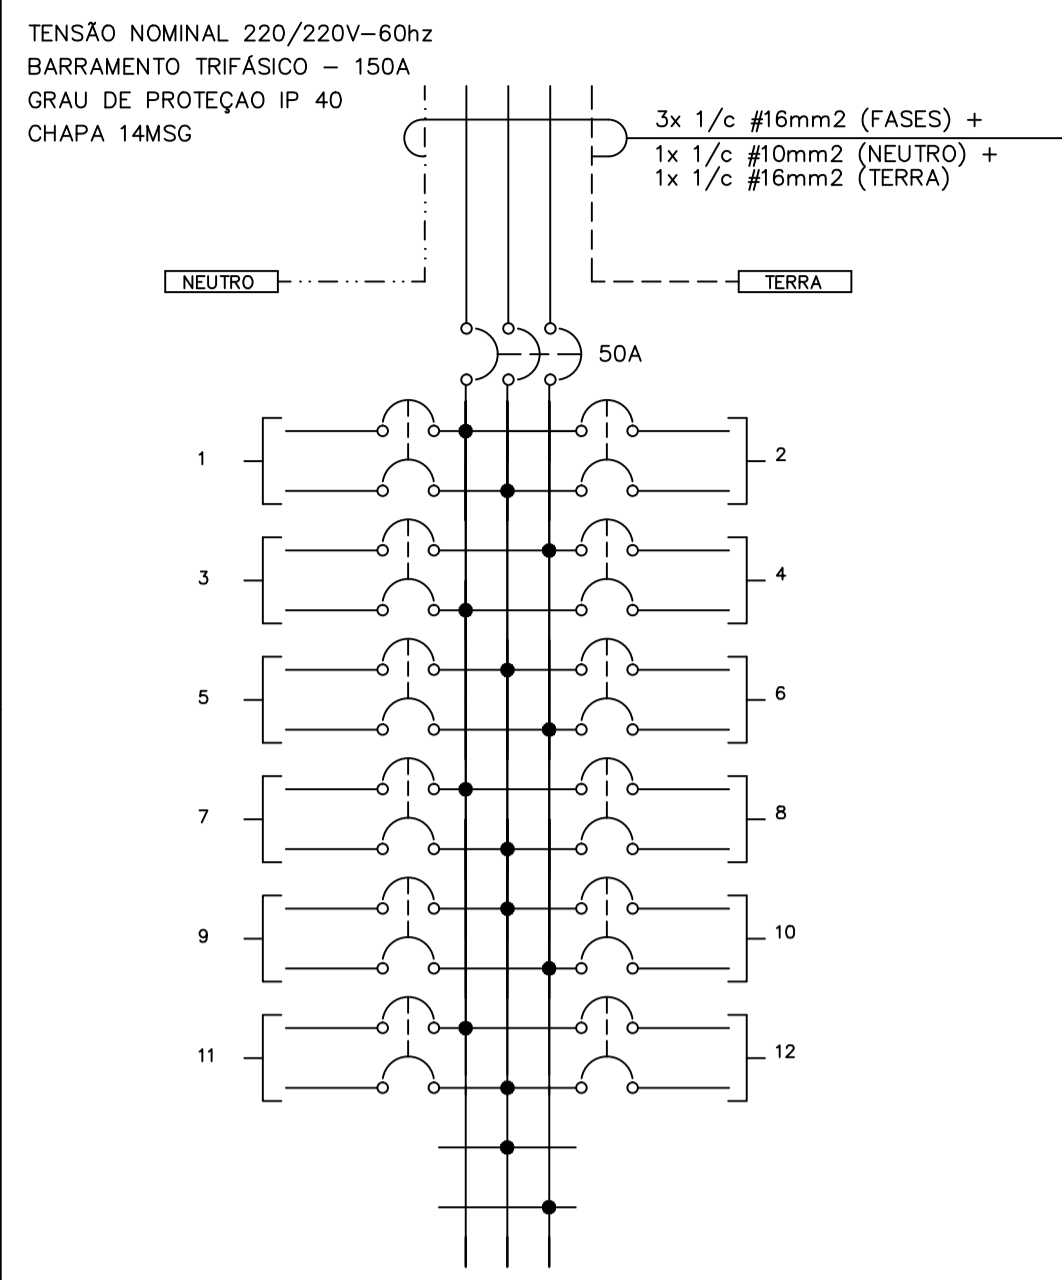 TENSÃO NOMINAL 220/220V-60hz
BARRAMENTO TRIFÁSICO - 150A
GRAU DE PROTEÇAO IP 40
CHAPA 14MSG
3x 1/c #16mm2 (FASES) +
1x 1/c #10mm2 (NEUTRO) +
1x 1/c #16mm2 (TERRA)
NEUTRO
TERRA
50A
1
2
3
4
5
6
7
8
9
10
11
12